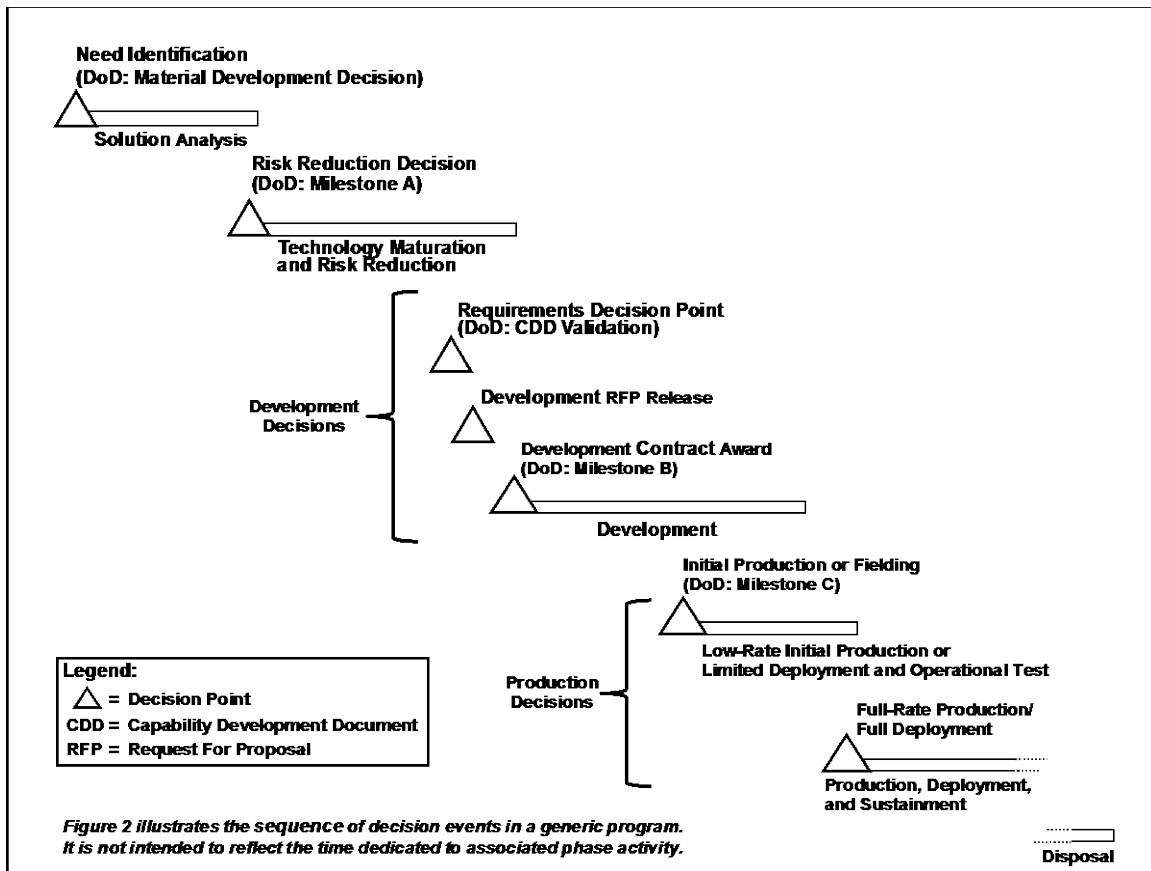 Need Identification
(DoD: Material Development Decision)
Solution Analysis
Risk Reduction Decision
(DoD: Milestone A)
Technology Maturation
and Risk Reduction
Requirements Decision Point
(DoD: CDD Validation)
Development
Decisions
Development RFP Release
Development Contract Award
(DoD: Milestone B)
Development
Initial Production or Fielding
(DoD: Milestone C)
Low-Rate Initial Production or
Limited Deployment and Operational Test
Production
Decisions
Full-Rate Production/
Full Deployment
Production, Deployment,
and Sustainment
Legend:
= Decision Point
CDD = Capability Development Document
RFP = Request For Proposal
Figure 2 illustrates the sequence of decision events in a generic program.
It is not intended to reflect the time dedicated to associated phase activity.
Disposal